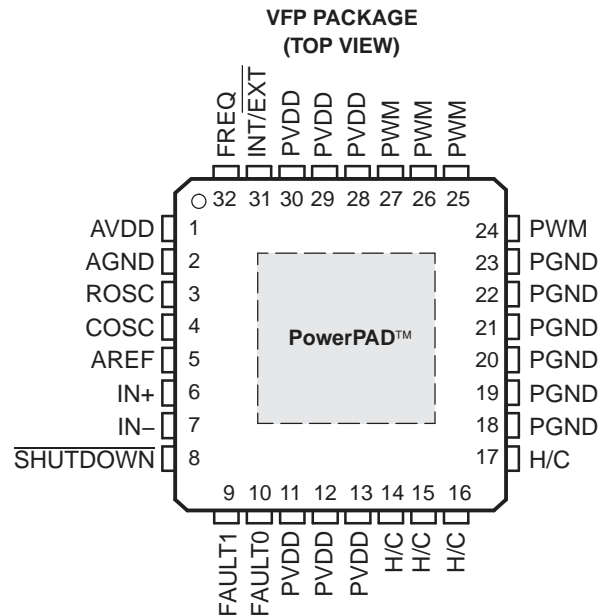 VFP PACKAGE
(TOP VIEW)
FREQ
INT/EXT
PVDD
PVDD
PVDD
PWM
PWM
PWM
32 31 30 29 28 27 26 25
AVDD 1
AGND 2
ROSC 3
COSC 4
AREF 5
IN+ 6
IN− 7
SHUTDOWN 8
PowerPAD™
24 PWM
23 PGND
22 PGND
21 PGND
20 PGND
19 PGND
18 PGND
17 H/C
9 10 11 12 13 14 15 16
FAULT1
FAULT0
PVDD
PVDD
PVDD
H/C
H/C
H/C